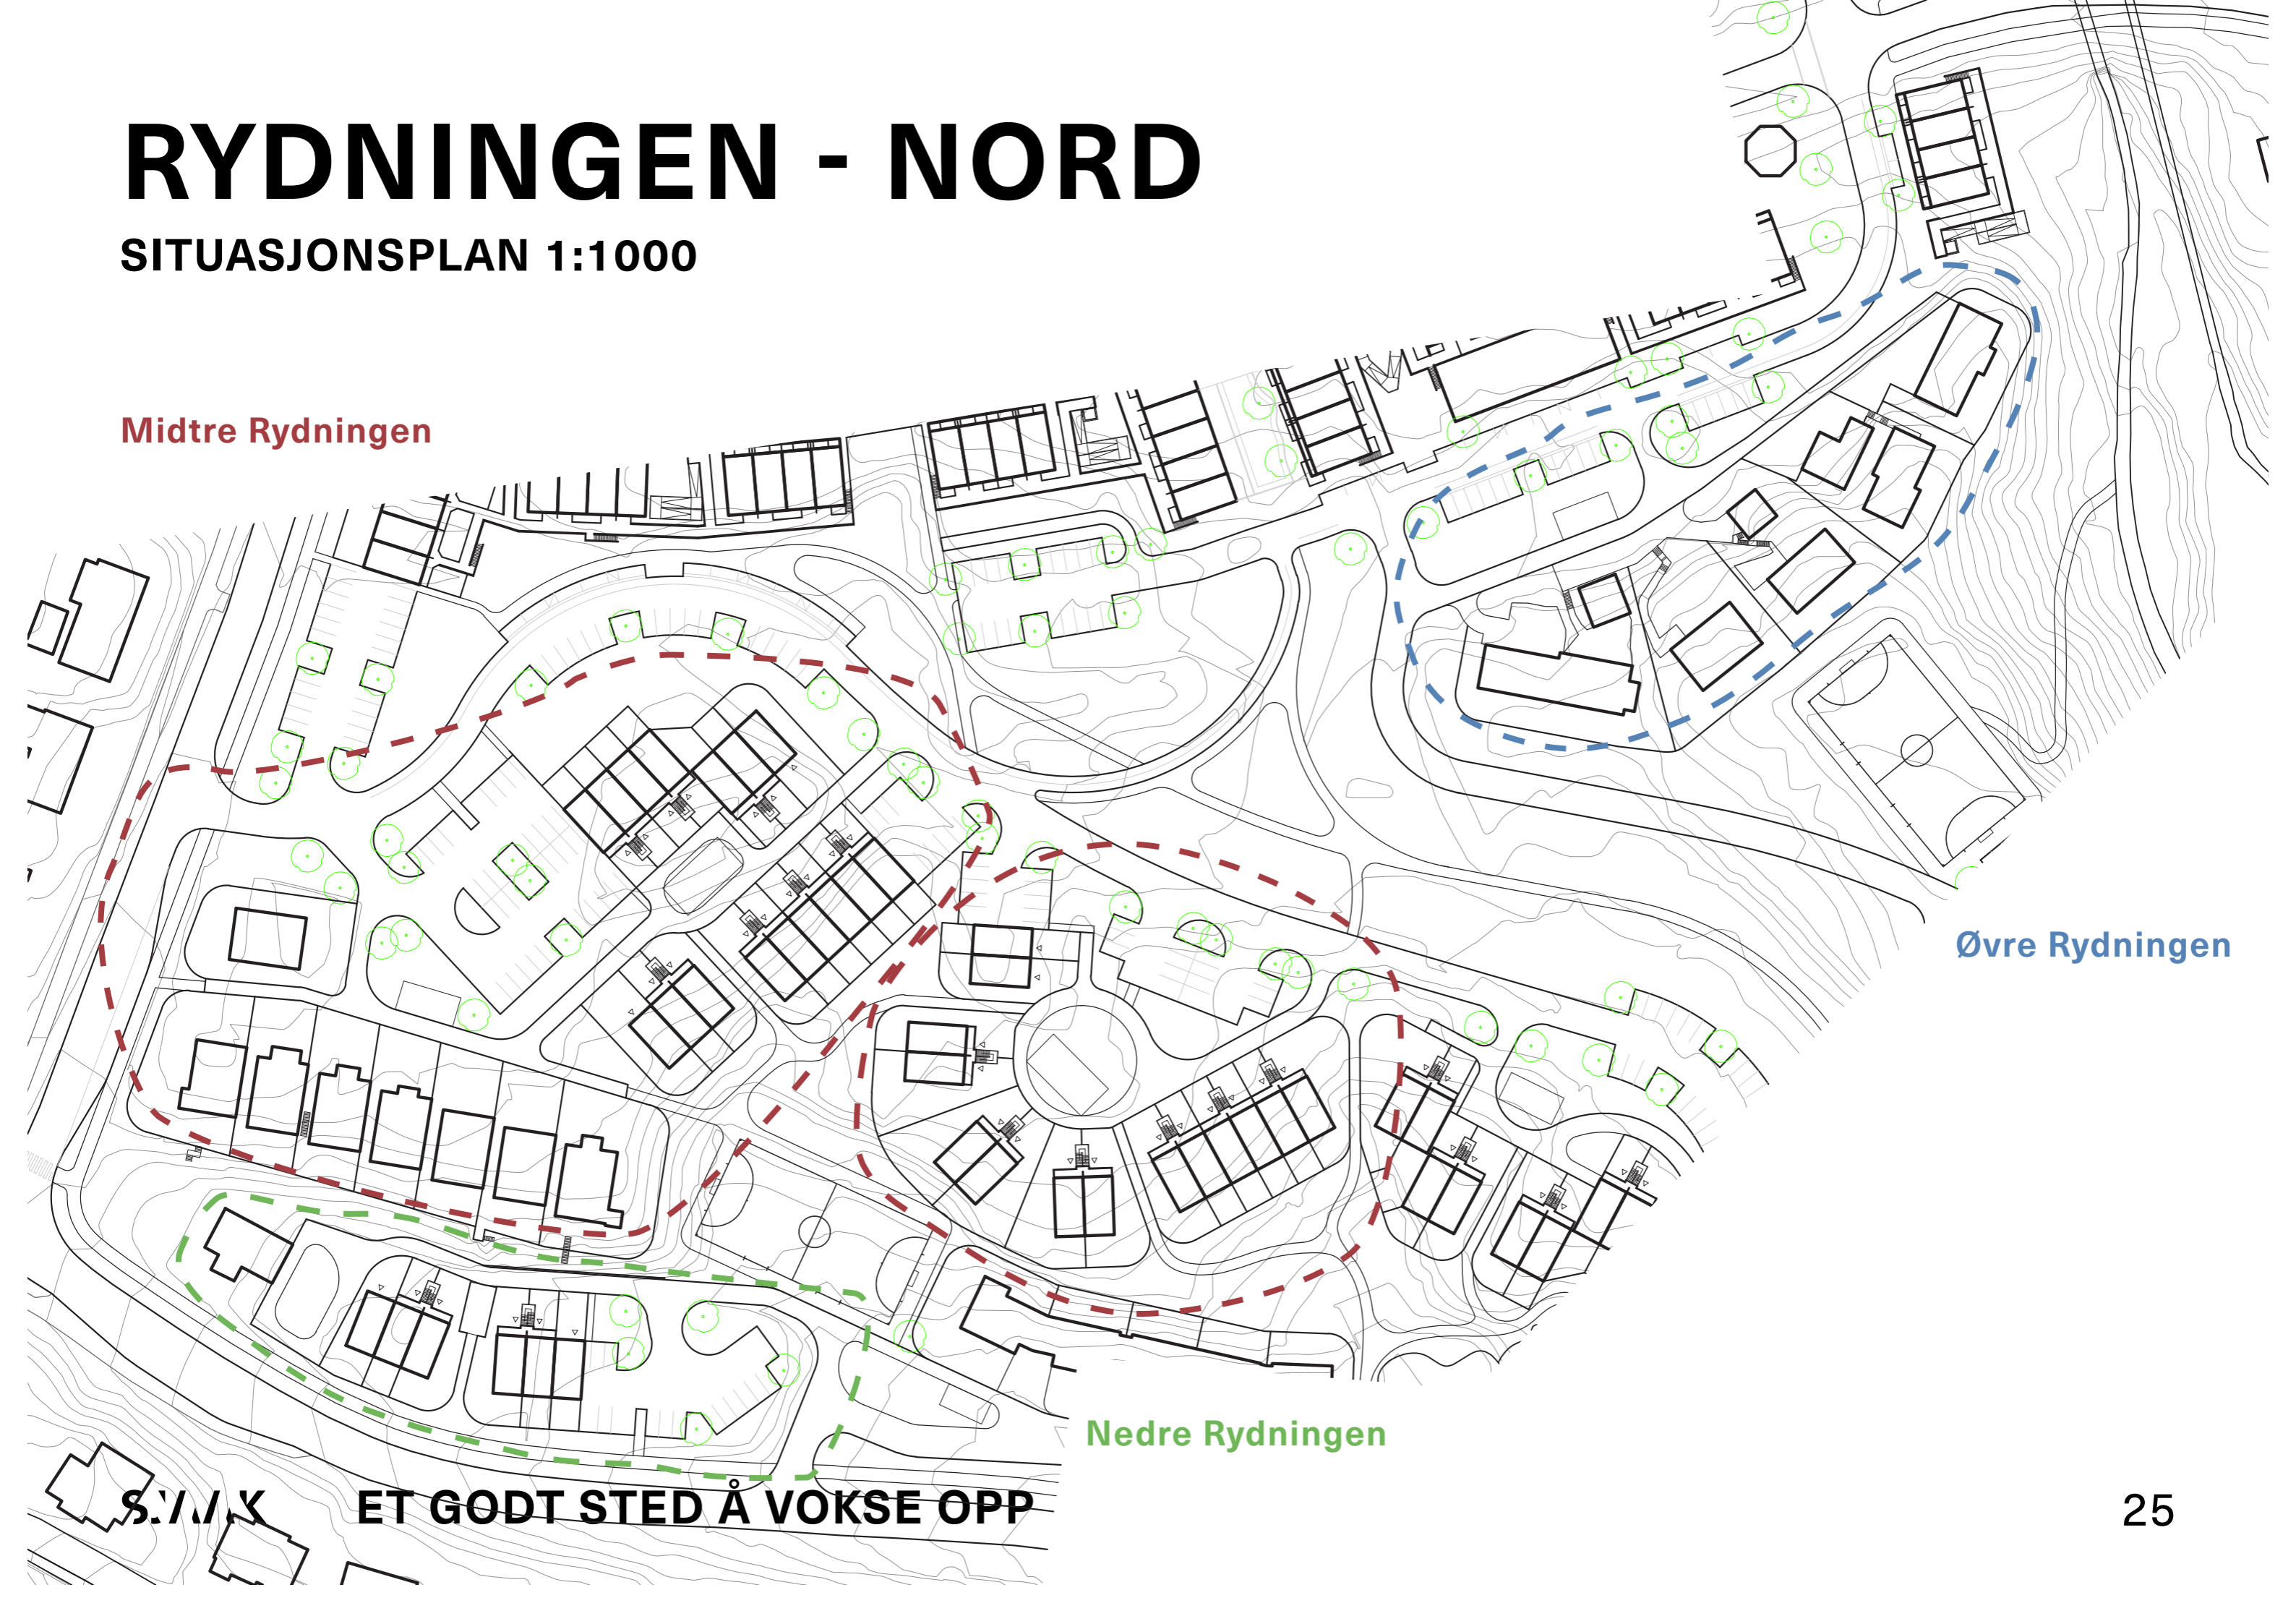 RYDNINGEN - NORD
SITUASJONSPLAN 1:1000
Midtre Rydningen
Øvre Rydningen
Nedre Rydningen
ET GODT STED Å VOKSE OPP
25